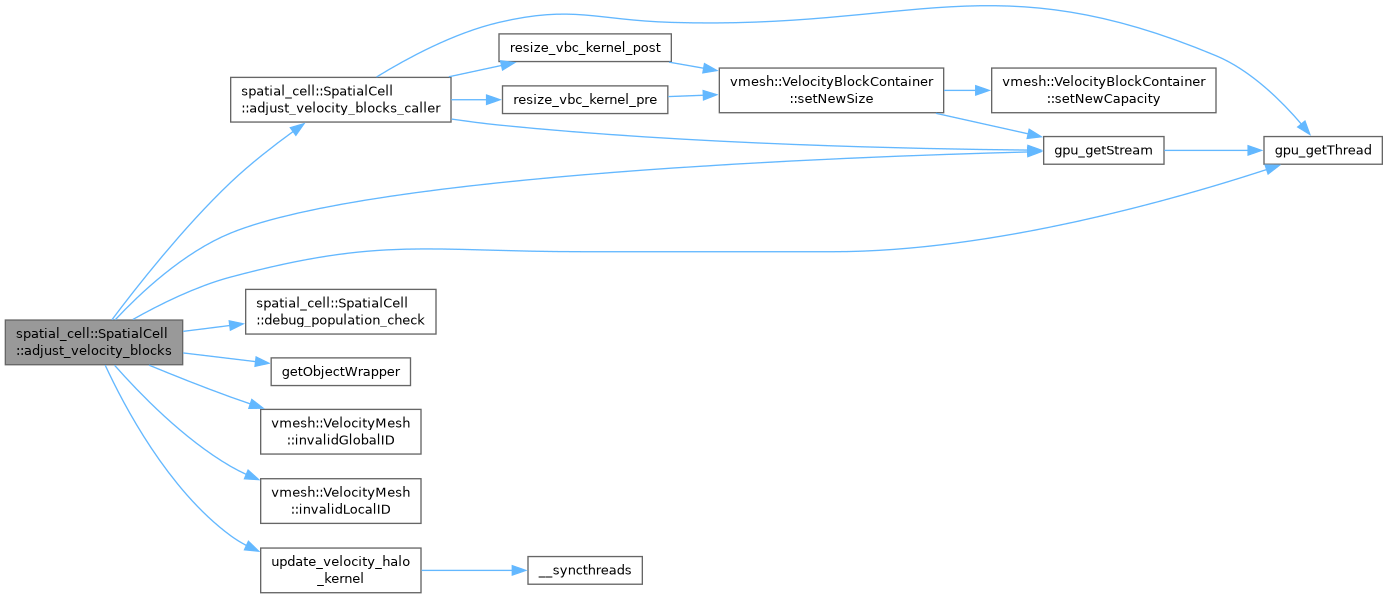 resize_vbc_kernel_post
spatial_cell::SpatialCell
::adjust_velocity_blocks_caller
resize_vbc_kernel_pre
vmesh::VelocityBlockContainer
::setNewSize
vmesh::VelocityBlockContainer
::setNewCapacity
gpu_getStream
gpu_getThread
spatial_cell::SpatialCell
::adjust_velocity_blocks
spatial_cell::SpatialCell
::debug_population_check
getObjectWrapper
vmesh::VelocityMesh
::invalidGlobalID
vmesh::VelocityMesh
::invalidLocalID
update_velocity_halo
_kernel
__syncthreads